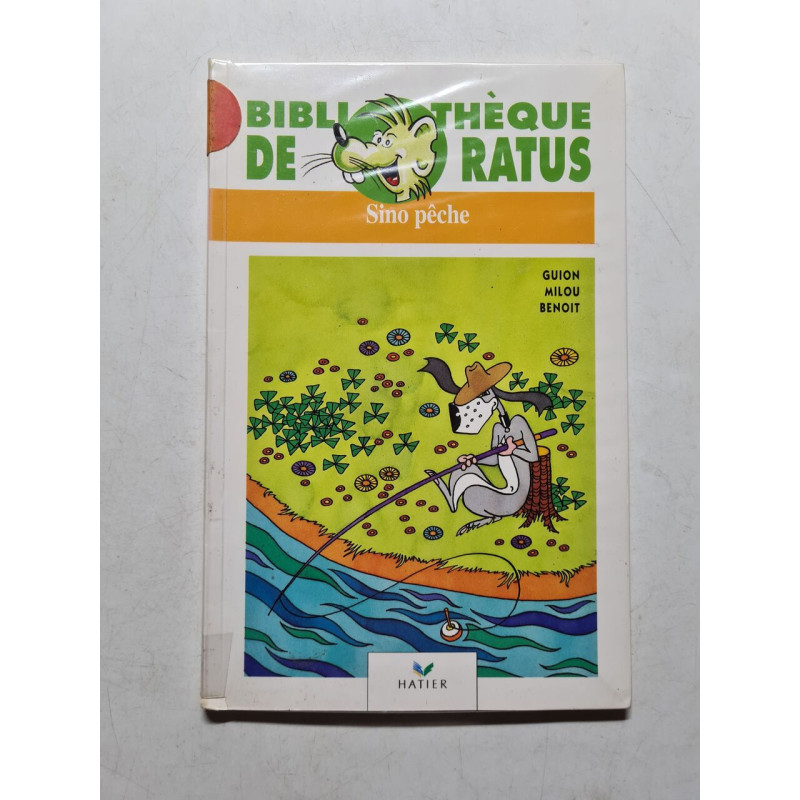 BIBLIOTHÈQUE
DE RATUS
Sino pêche
GUION
MILOU
BENOIT
HATIER